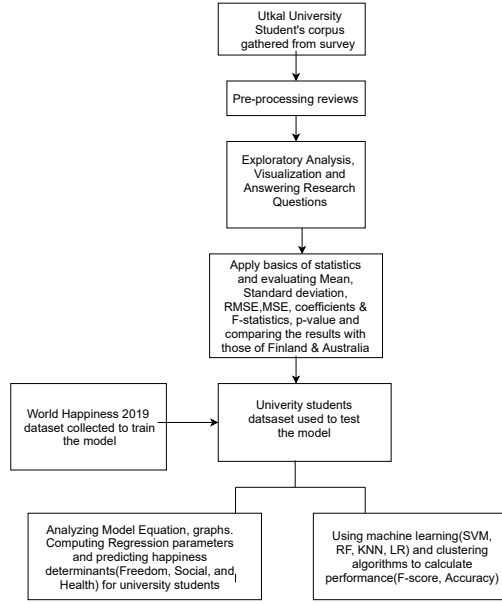 Utkal University
Student's corpus
gathered from survey
Pre-processing reviews
Exploratory Analysis,
Visualization and
Answering Research
Questions
Apply basics of statistics
and evaluating Mean,
Standard deviation,
RMSE,MSE, coefficients &
F-statistics, p-value and
comparing the results with
those of Finland & Australia
World Happiness 2019
dataset collected to train
the model
Univerity students
datsaset used to test
the model
Analyzing Model Equation, graphs.
Computing Regression parameters
and predicting happiness
determinants(Freedom, Social, and,
Health) for university students
Using machine learning(SVM,
RF, KNN, LR) and clustering
algorithms to calculate
performance(F-score, Accuracy)